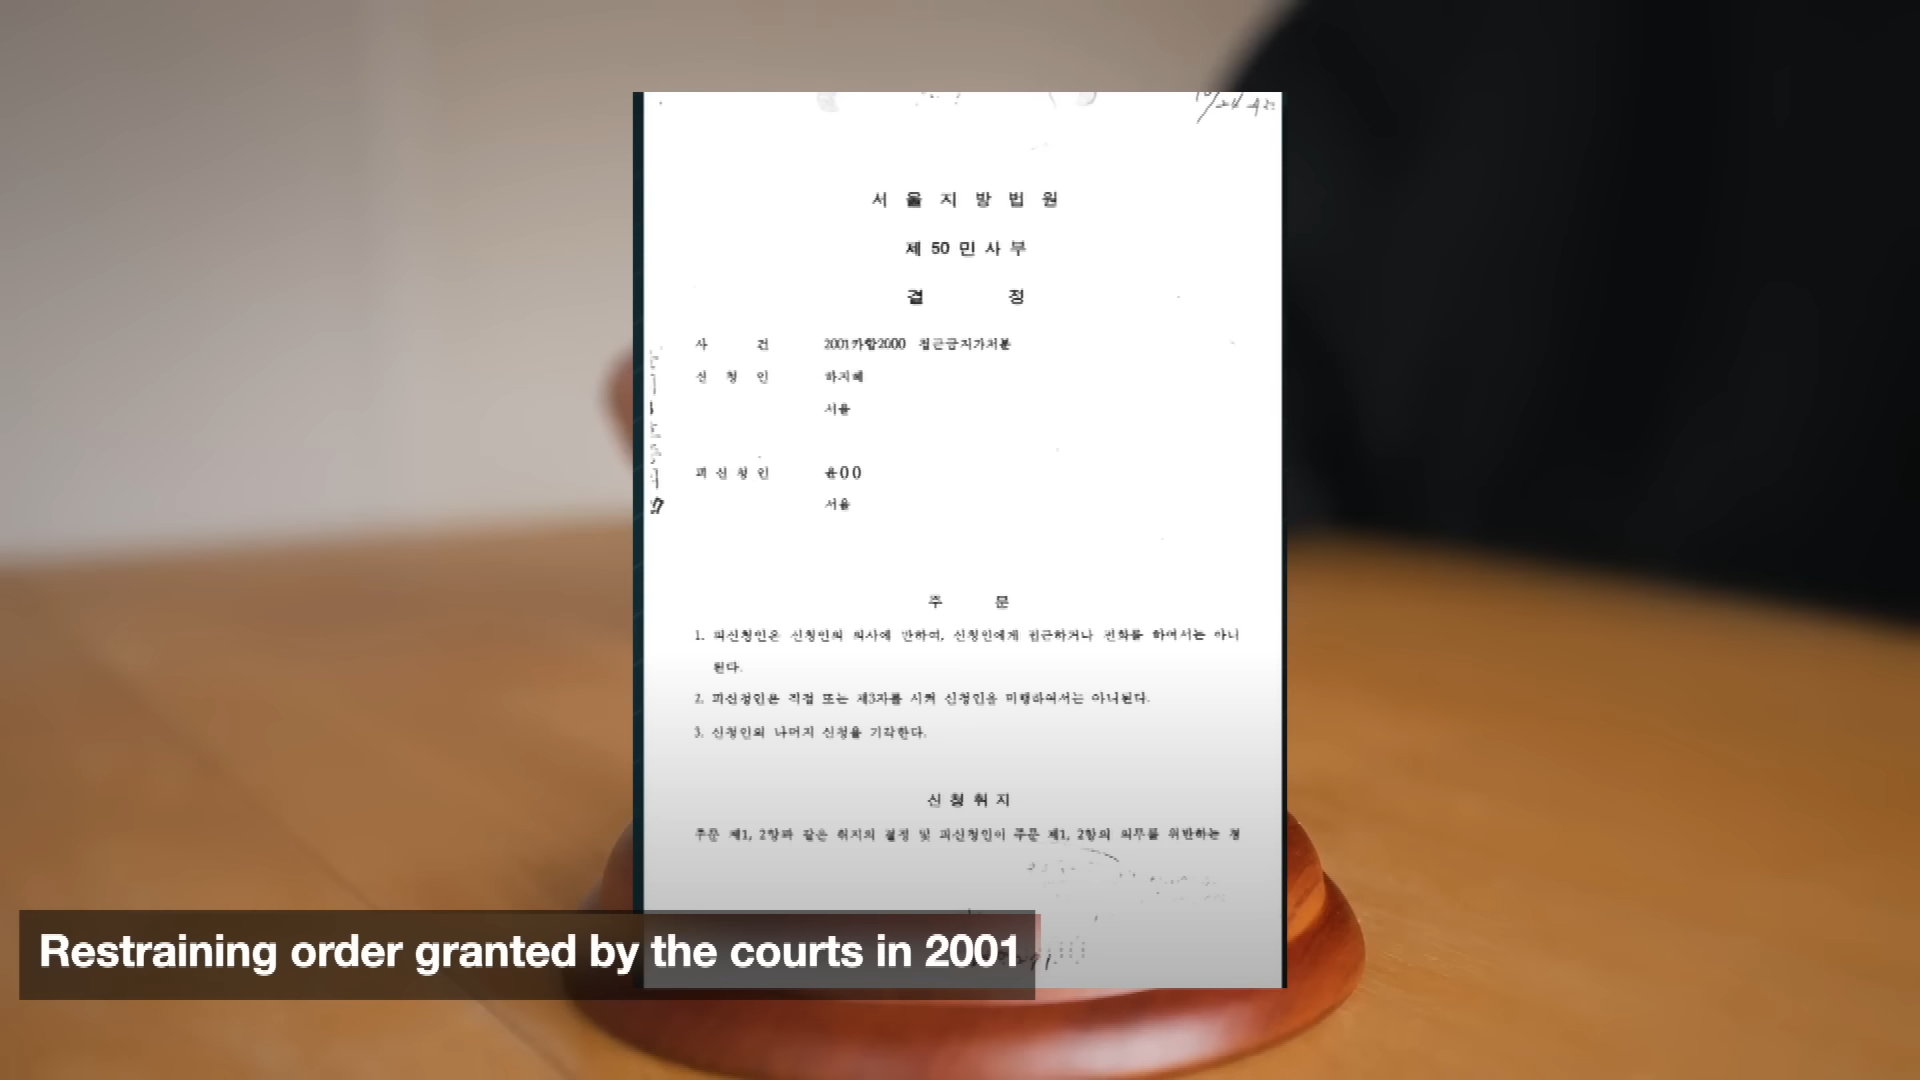 서 울 지 방 법 원
제 50 민 사 부
결 정
사 건 2001카합2000 접근금지가처분
신 청 인 하지혜
서울
피 신 청 인 윤00
서울
주 문
1. 피신청인은 신청인의 의사에 반하여, 신청인에게 접근하거나 전화를 하여서는 아니
된다.
2. 피신청인은 직접 또는 제3자를 시켜 신청인을 미행하여서는 아니된다.
3. 신청인의 나머지 신청을 기각한다.
신 청 취 지
주문 제1, 2항과 같은 취지의 결정 및 피신청인이 주문 제1, 2항의 의무를 위반하는 경
Restraining order granted by the courts in 2001